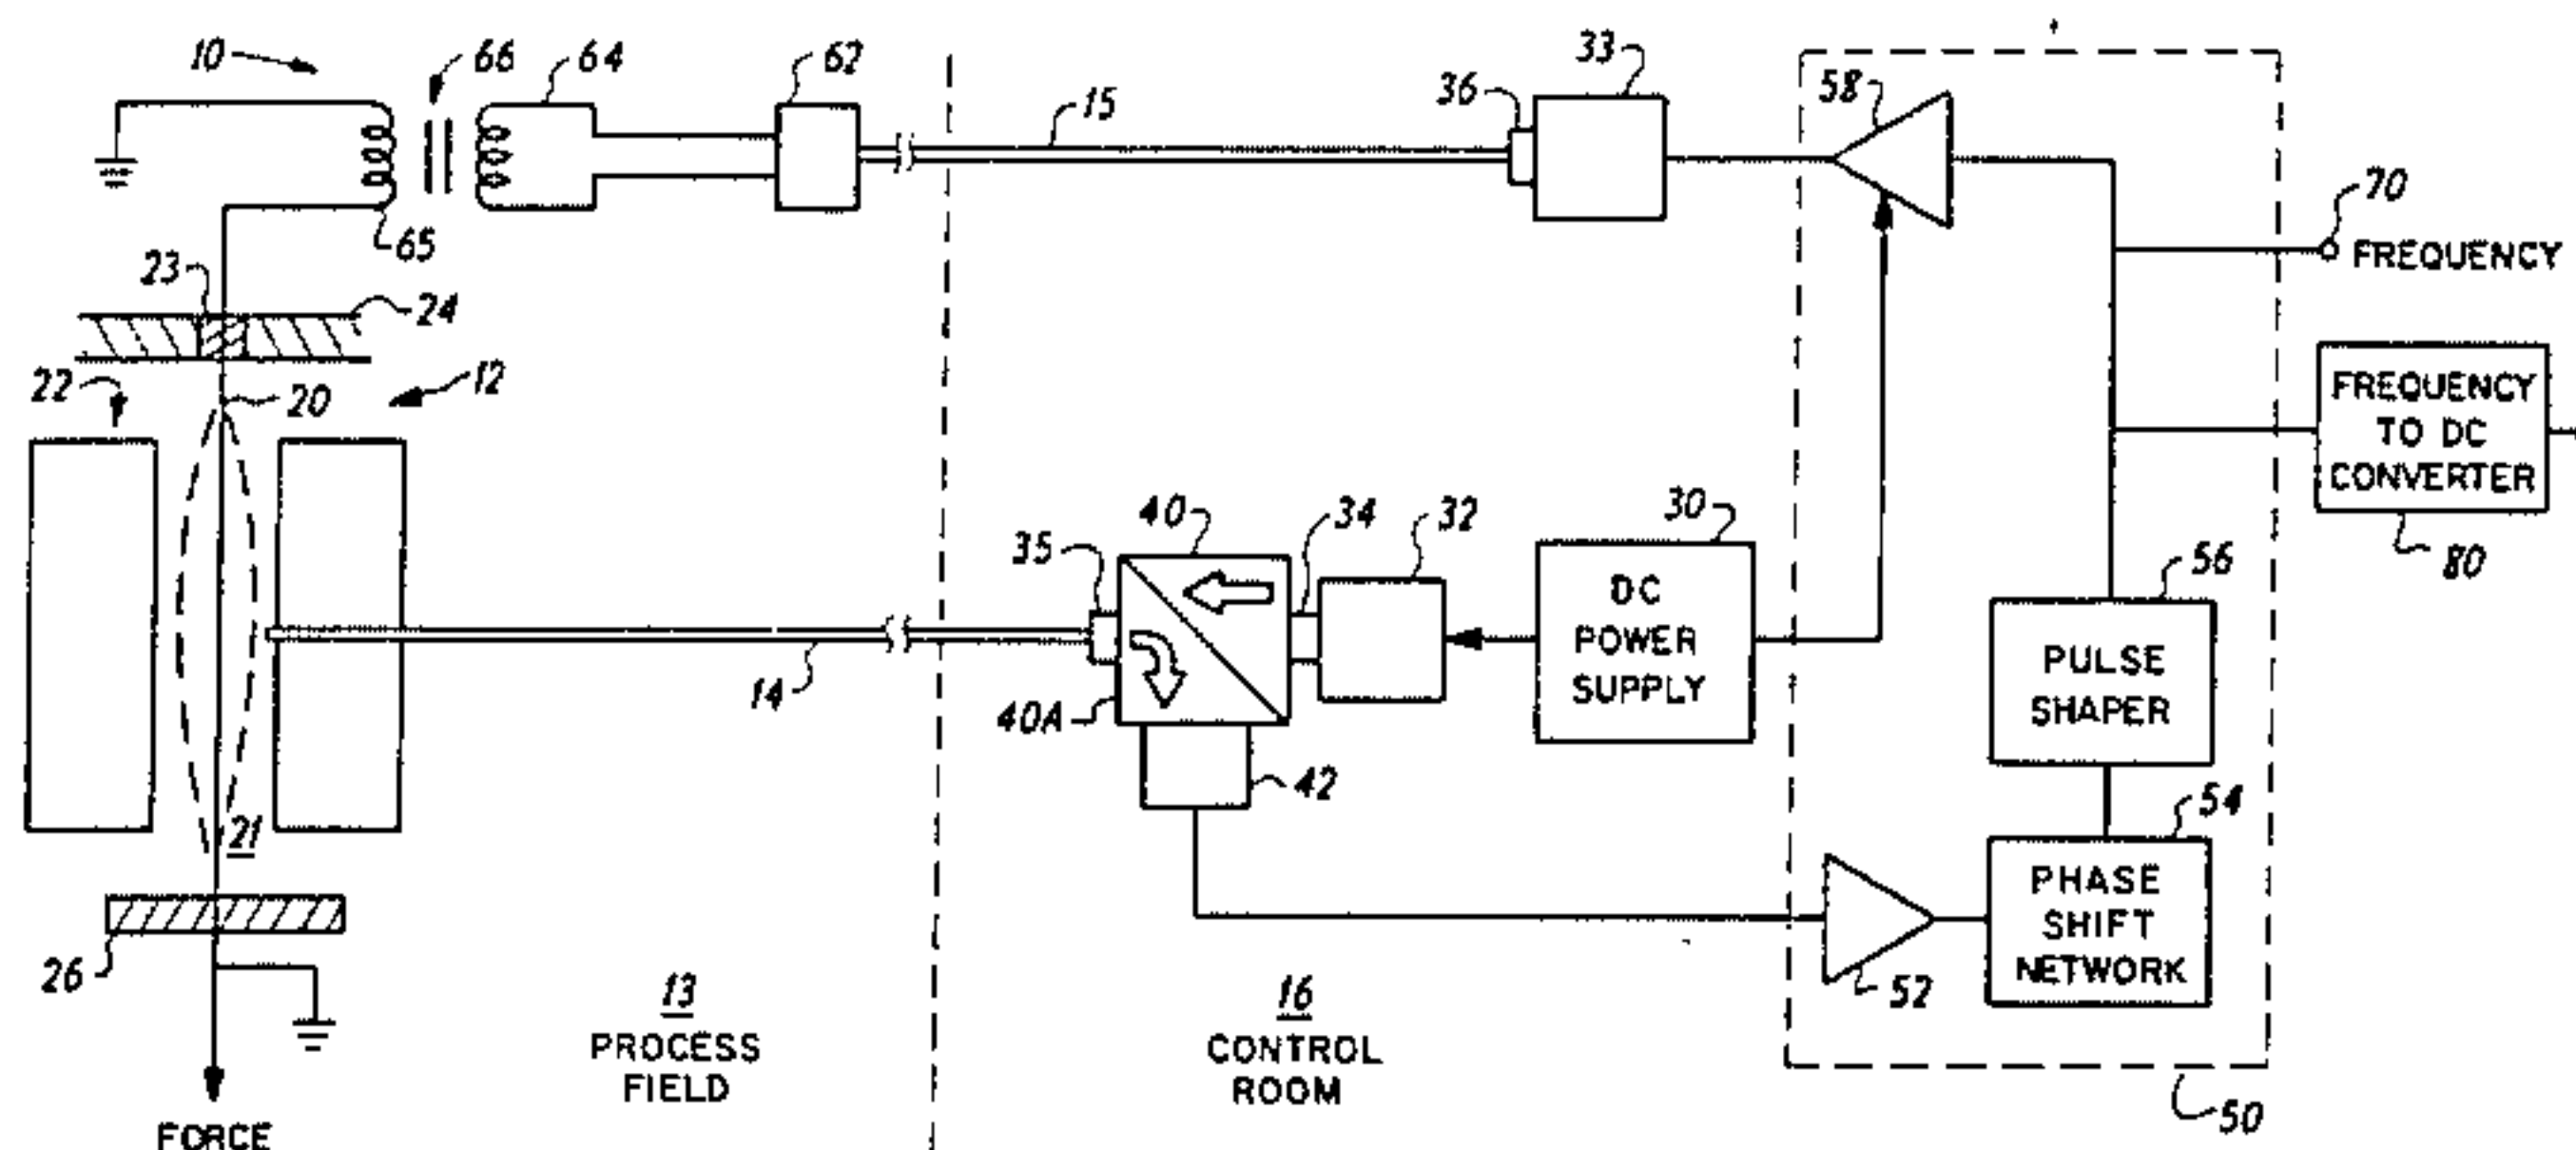 10
66
64
62
15
36
33
58
70
FREQUENCY
65
23
24
22
20
12
FREQUENCY
TO DC
CONVERTER
80
40
34
32
30
35
DC
POWER
SUPPLY
56
PULSE
SHAPER
14
40A
42
54
21
PHASE
SHIFT
NETWORK
26
52
13
PROCESS
FIELD
16
CONTROL
ROOM
50
FORCE